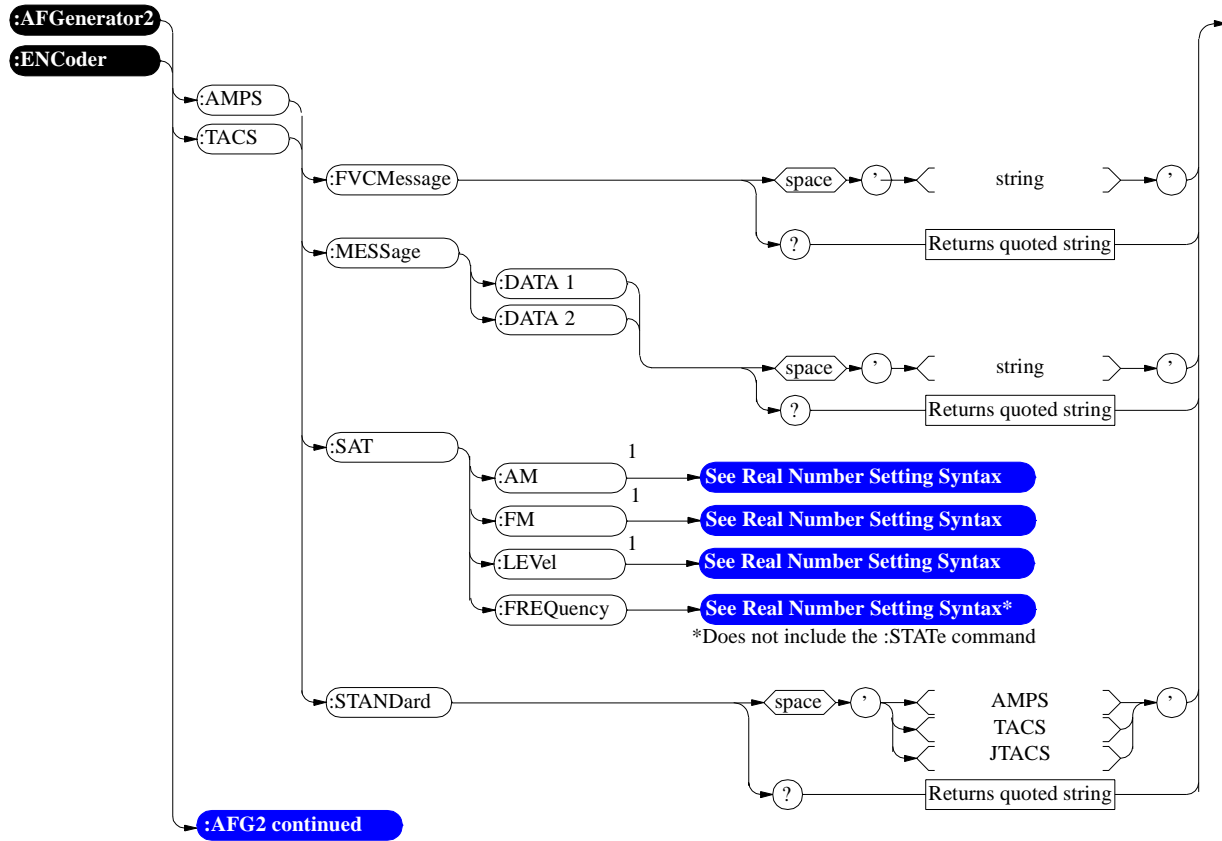 :AFGenerator2
:ENCoder
:AMPS
:TACS
:FVCMessage
space
’
string
’
?
Returns quoted string
:MESSage
:DATA 1
:DATA 2
space
’
string
’
?
Returns quoted string
:SAT
:AM
1
See Real Number Setting Syntax
:FM
1
See Real Number Setting Syntax
:LEVel
1
See Real Number Setting Syntax
:FREQuency
See Real Number Setting Syntax*
*Does not include the :STATe command
:STANDard
space
’
AMPS
TACS
JTACS
’
?
Returns quoted string
:AFG2 continued